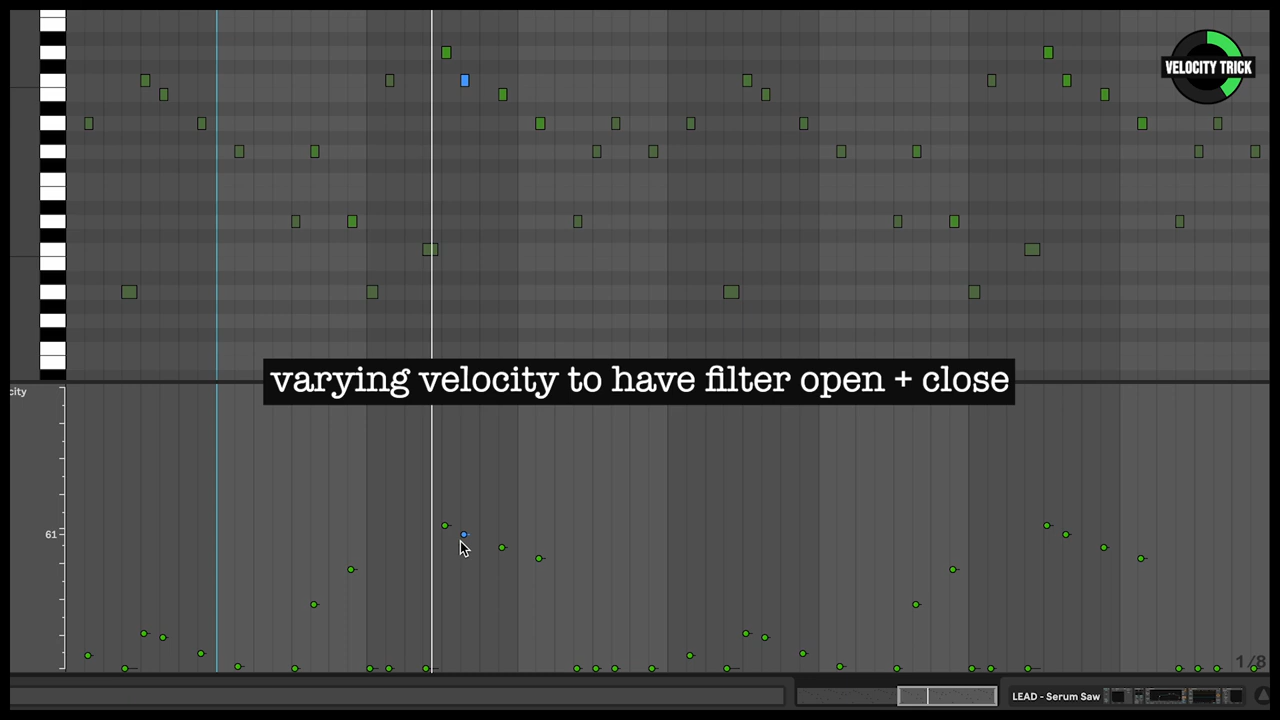 VELOCITY TRICK
varying velocity to have filter open + close
city
61
1/8
LEAD - Serum Saw